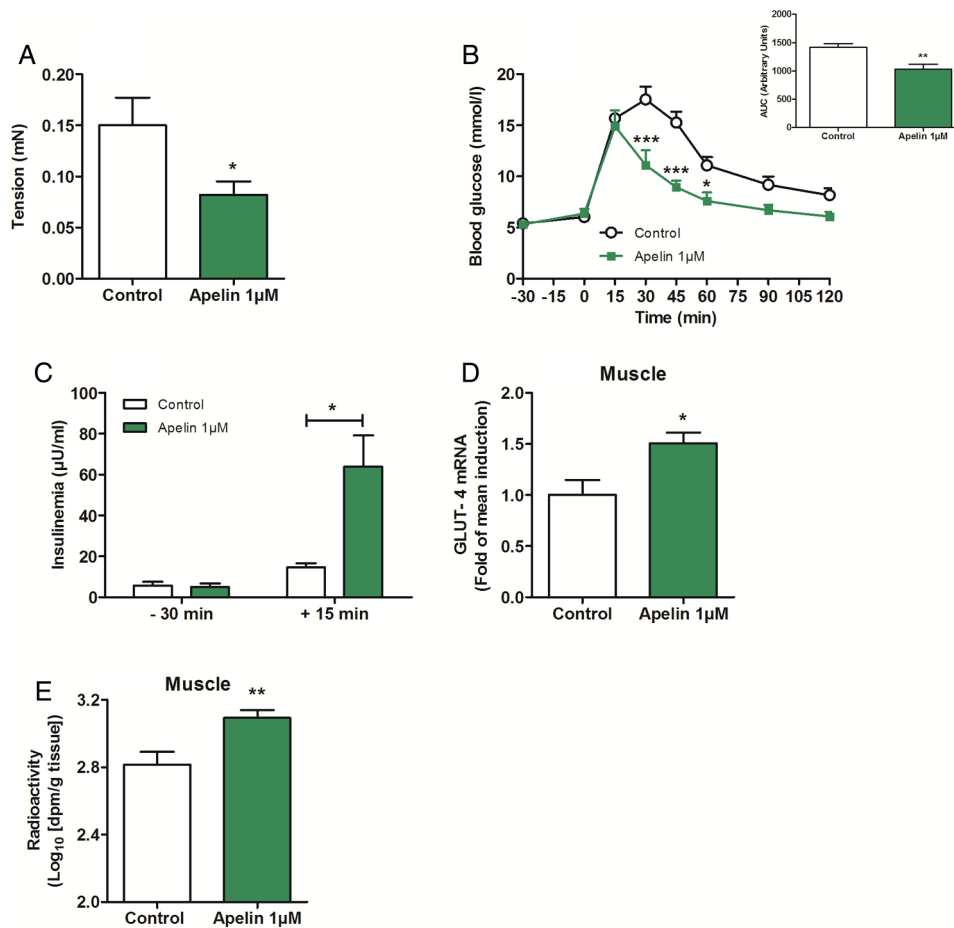 A
Tension (mN)
0.20
0.15
0.10
0.05
0.00
Control
Apelin 1µM
*
B
Blood glucose (mmol/l)
20
15
10
5
0
***
***
*
Control
Apelin 1µM
-30
-15
0
15
30
45
60
75
90
105
120
Time (min)
AUC (Arbitrary Units)
1500
1000
500
0
**
Control
Apelin 1µM
C
Insulinemia (µU/ml)
100
80
60
40
20
0
Control
Apelin 1µM
*
- 30 min
+ 15 min
D
Muscle
GLUT- 4 mRNA
(Fold of mean induction)
2.0
1.5
1.0
0.5
0.0
*
Control
Apelin 1µM
E
Muscle
Radioactivity
(Log10 [dpm/g tissue])
3.2
2.8
2.4
2.0
**
Control
Apelin 1µM